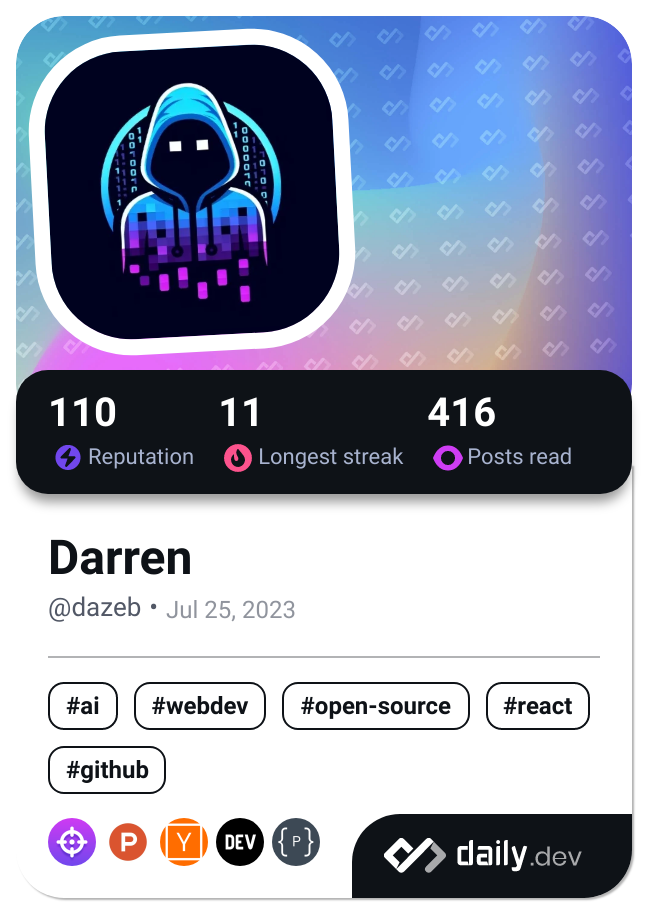 110 11 416
Reputation Longest streak Posts read
Darren
@dazeb • Jul 25, 2023
#ai #webdev #open-source #react
#github
P Y DEV {P}
daily.dev